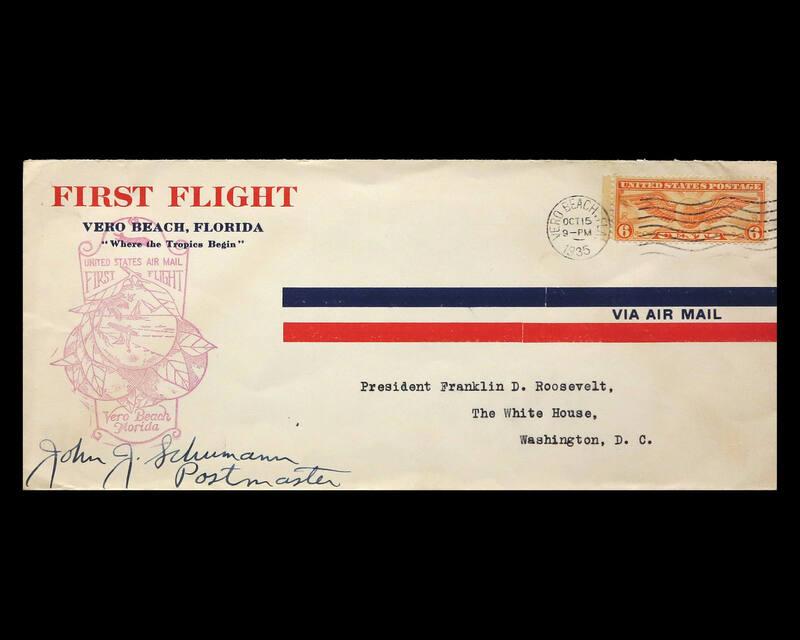 FIRST FLIGHT
VERO BEACH, FLORIDA
"Where the Tropics Begin"
UNITED STATES AIR MAIL
FIRST FLIGHT
Vero Beach
Florida
John J. Schumann
Postmaster
VERO BEACH, FLA.
OCT 15
9-PM
1935
UNITED STATES POSTAGE
6 CENTS 6
VIA AIR MAIL
President Franklin D. Roosevelt,
The White House,
Washington, D. C.